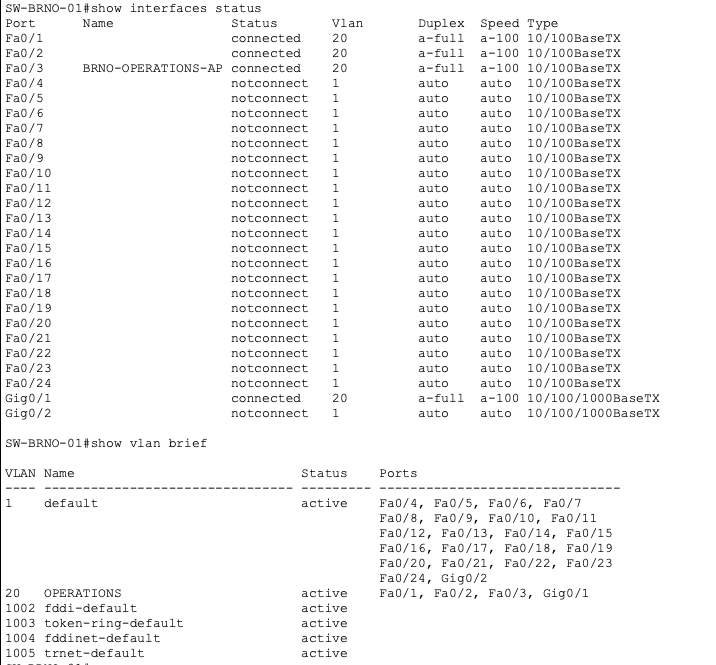 SW-BRNO-01#show interfaces status
Port      Name               Status       Vlan       Duplex  Speed Type
Fa0/1                        connected    20         a-full  a-100 10/100BaseTX
Fa0/2                        connected    20         a-full  a-100 10/100BaseTX
Fa0/3     BRNO-OPERATIONS-AP connected    20         a-full  a-100 10/100BaseTX
Fa0/4                        notconnect   1          auto    auto  10/100BaseTX
Fa0/5                        notconnect   1          auto    auto  10/100BaseTX
Fa0/6                        notconnect   1          auto    auto  10/100BaseTX
Fa0/7                        notconnect   1          auto    auto  10/100BaseTX
Fa0/8                        notconnect   1          auto    auto  10/100BaseTX
Fa0/9                        notconnect   1          auto    auto  10/100BaseTX
Fa0/10                       notconnect   1          auto    auto  10/100BaseTX
Fa0/11                       notconnect   1          auto    auto  10/100BaseTX
Fa0/12                       notconnect   1          auto    auto  10/100BaseTX
Fa0/13                       notconnect   1          auto    auto  10/100BaseTX
Fa0/14                       notconnect   1          auto    auto  10/100BaseTX
Fa0/15                       notconnect   1          auto    auto  10/100BaseTX
Fa0/16                       notconnect   1          auto    auto  10/100BaseTX
Fa0/17                       notconnect   1          auto    auto  10/100BaseTX
Fa0/18                       notconnect   1          auto    auto  10/100BaseTX
Fa0/19                       notconnect   1          auto    auto  10/100BaseTX
Fa0/20                       notconnect   1          auto    auto  10/100BaseTX
Fa0/21                       notconnect   1          auto    auto  10/100BaseTX
Fa0/22                       notconnect   1          auto    auto  10/100BaseTX
Fa0/23                       notconnect   1          auto    auto  10/100BaseTX
Fa0/24                       notconnect   1          auto    auto  10/100BaseTX
Gig0/1                       connected    20         a-full  a-100 10/100/1000BaseTX
Gig0/2                       notconnect   1          auto    auto  10/100/1000BaseTX

SW-BRNO-01#show vlan brief

VLAN Name                             Status    Ports
---- -------------------------------- --------- -------------------------------
1    default                          active    Fa0/4, Fa0/5, Fa0/6, Fa0/7
                                                Fa0/8, Fa0/9, Fa0/10, Fa0/11
                                                Fa0/12, Fa0/13, Fa0/14, Fa0/15
                                                Fa0/16, Fa0/17, Fa0/18, Fa0/19
                                                Fa0/20, Fa0/21, Fa0/22, Fa0/23
                                                Fa0/24, Gig0/2
20   OPERATIONS                       active    Fa0/1, Fa0/2, Fa0/3, Gig0/1
1002 fddi-default                     active
1003 token-ring-default               active
1004 fddinet-default                  active
1005 trnet-default                    active